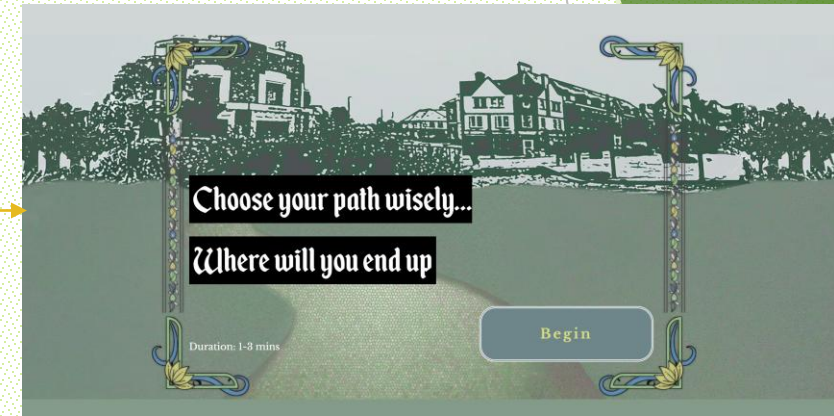 Choose your path wisely...
Where will you end up
Begin
Duration: 1-3 mins